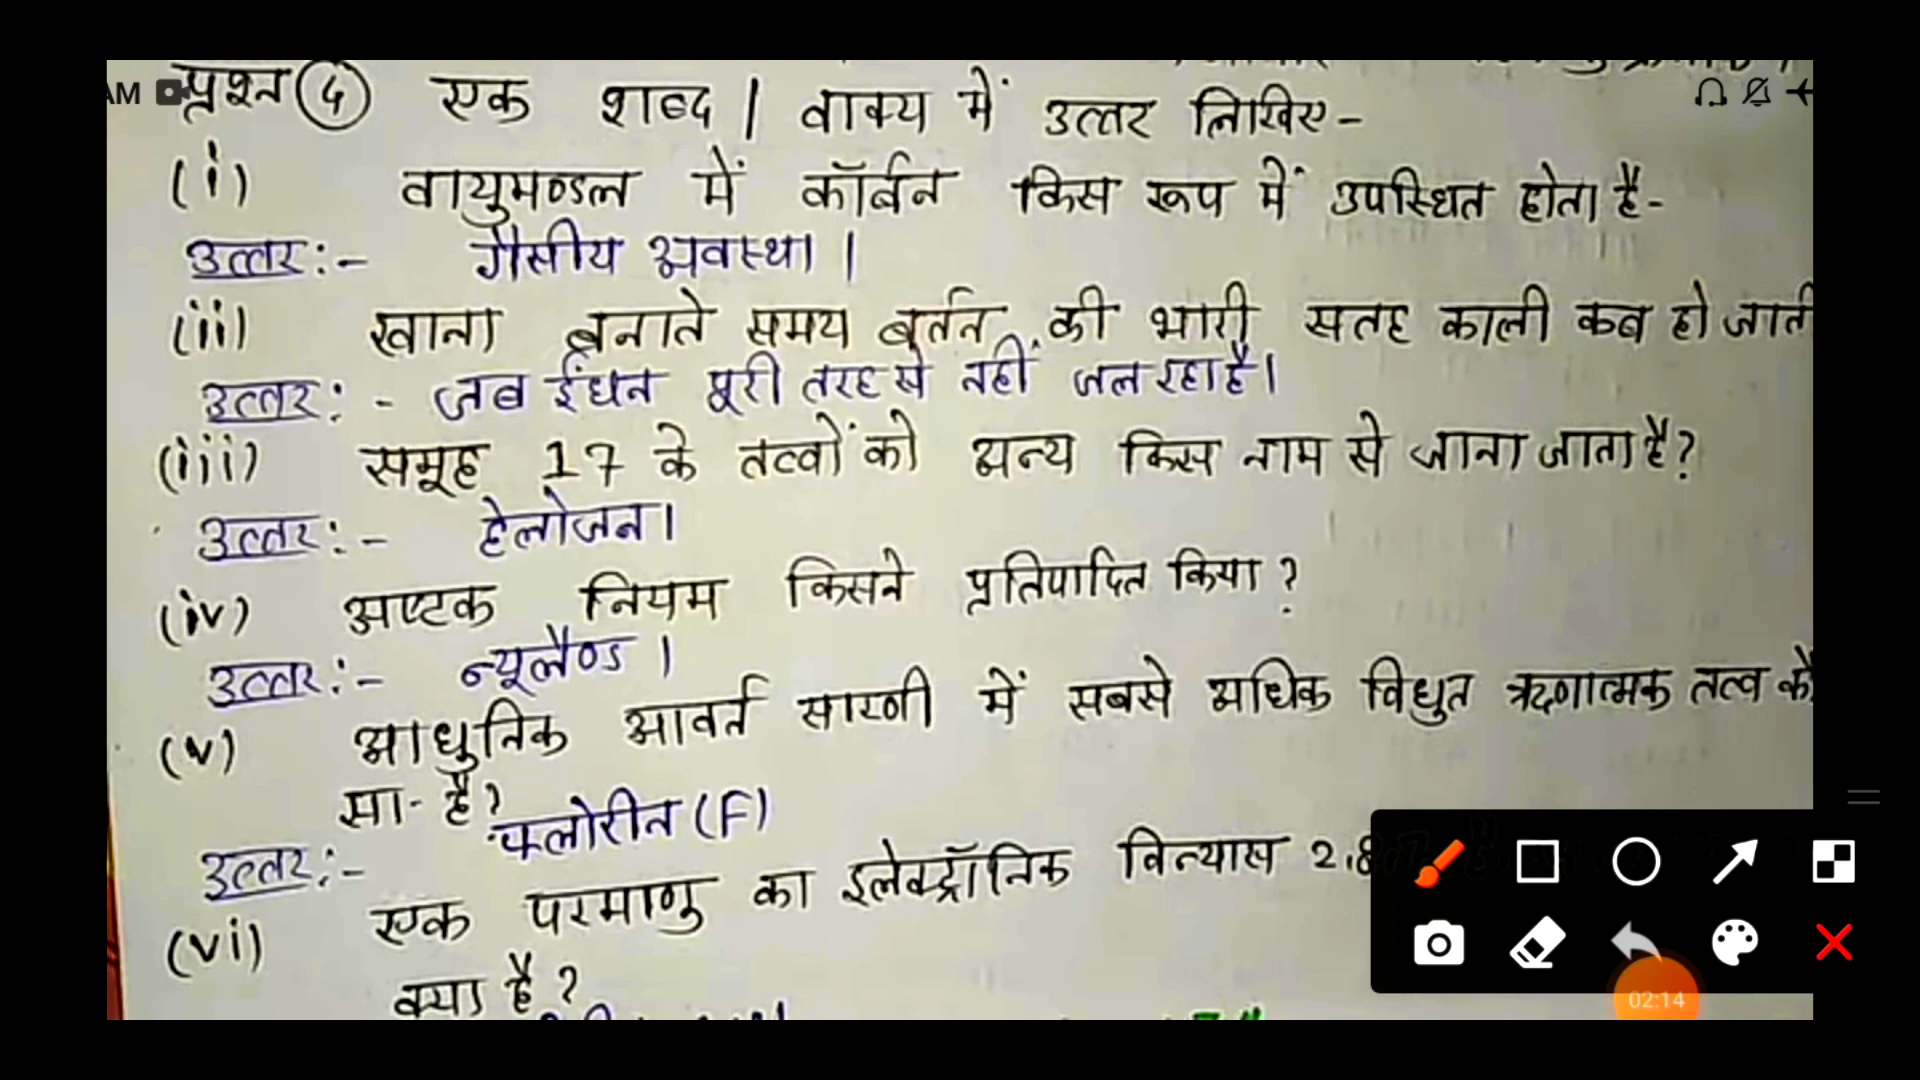 AM
प्रश्न 4 एक शब्द / वाक्य में उत्तर लिखिए-
(i) वायुमण्डल में कॉर्बन किस रूप में उपस्थित होता है-
उत्तर:- गैसीय अवस्था।
(ii) खाना बनाते समय बर्तन की भारी सतह काली कब हो जाती
उत्तर:- जब ईंधन पूरी तरह से नहीं जल रहा है।
(iii) समूह 17 के तत्वों को अन्य किस नाम से जाना जाता है?
उत्तर:- हेलोजन।
(iv) अष्टक नियम किसने प्रतिपादित किया?
उत्तर:- न्यूलैण्ड।
(v) आधुनिक आवर्त सारणी में सबसे अधिक विधुत ऋणात्मक तत्व कौ
सा- है?
उत्तर:- फ्लोरीन (F)
(vi) एक परमाणु का इलेक्ट्रॉनिक विन्यास 2,8
क्या है?
02:14